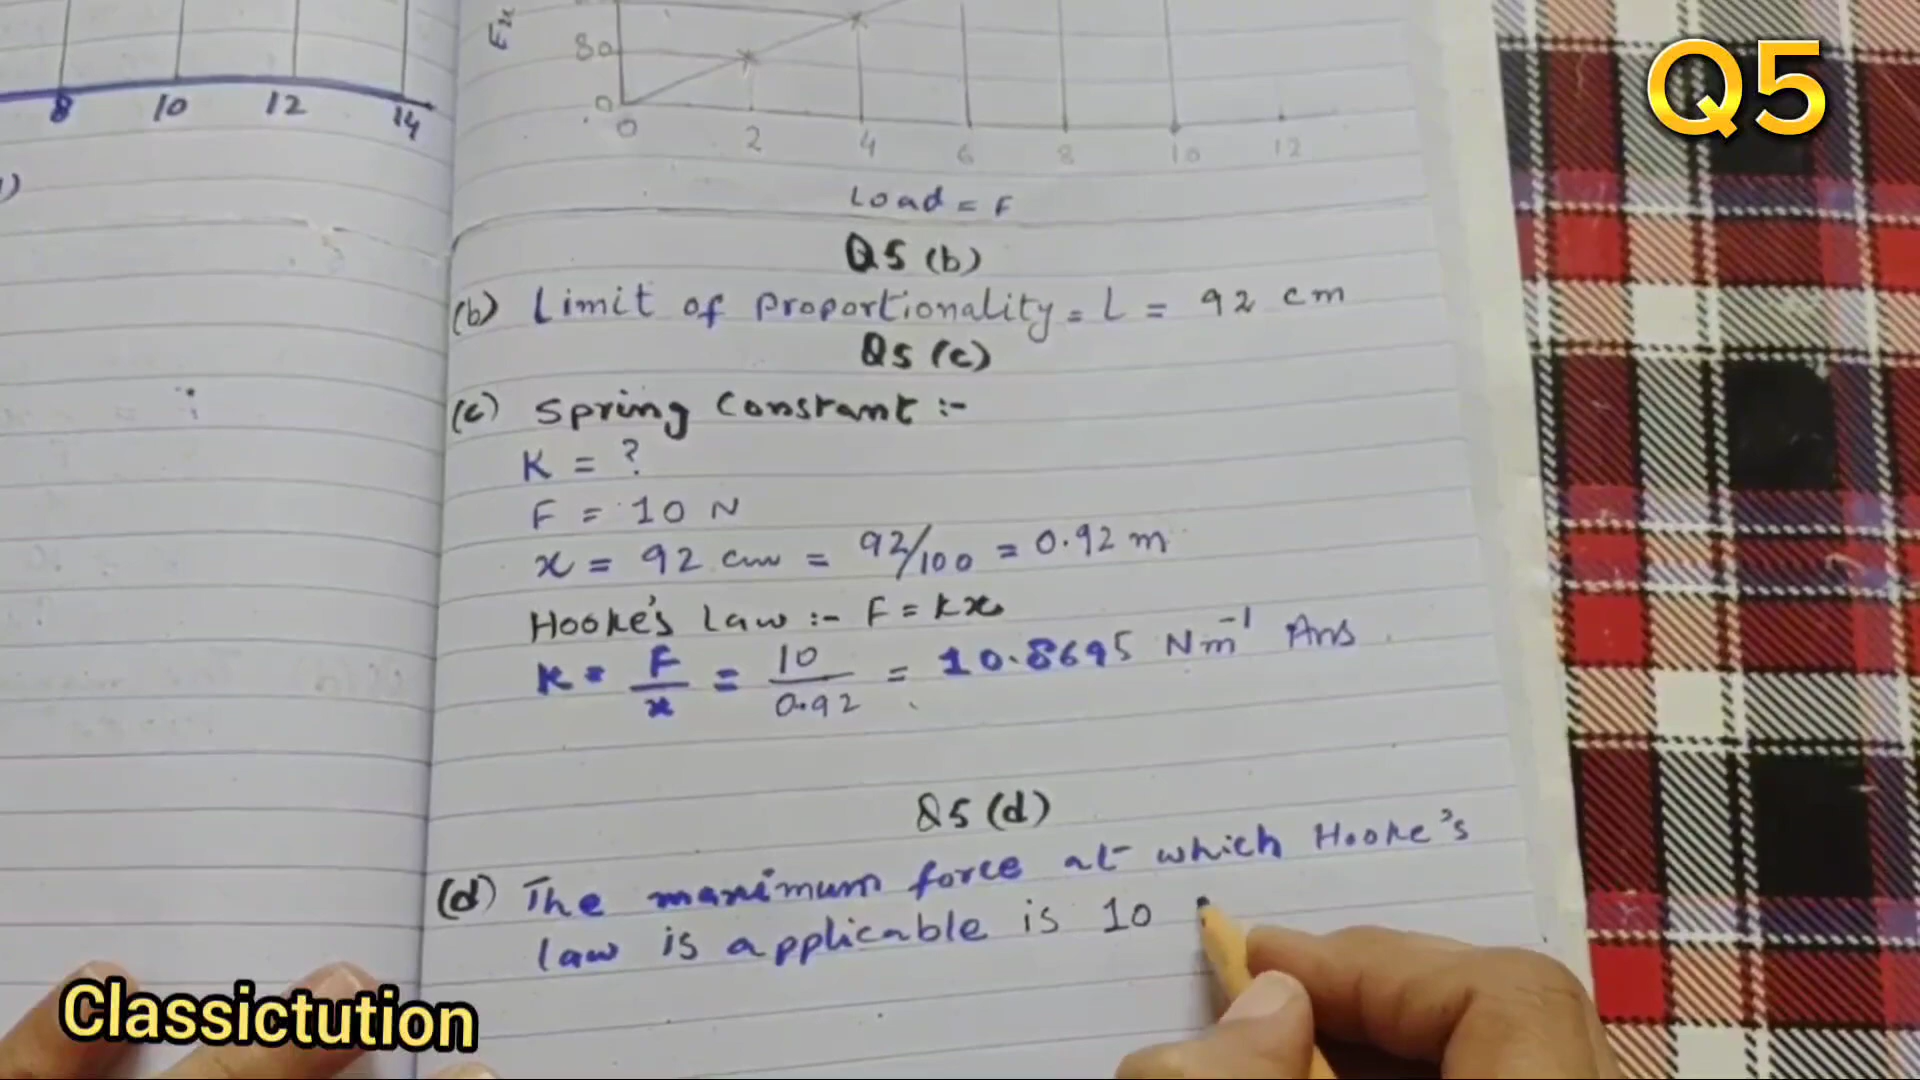 Q5
8 10 12 14
80
0
0 2 4 6 8 10 12
Load = F
Q5 (b)
(b) Limit of proportionality = L = 92 cm
Q5 (c)
(c) Spring Constant :-
K = ?
F = 10 N
x = 92 cm = 92/100 = 0.92 m
Hooke's Law :- F = kx
K = F/x = 10/0.92 = 10.8695 Nm⁻¹ Ans
Q5 (d)
(d) The maximum force at which Hooke's
law is applicable is 10
Classictution